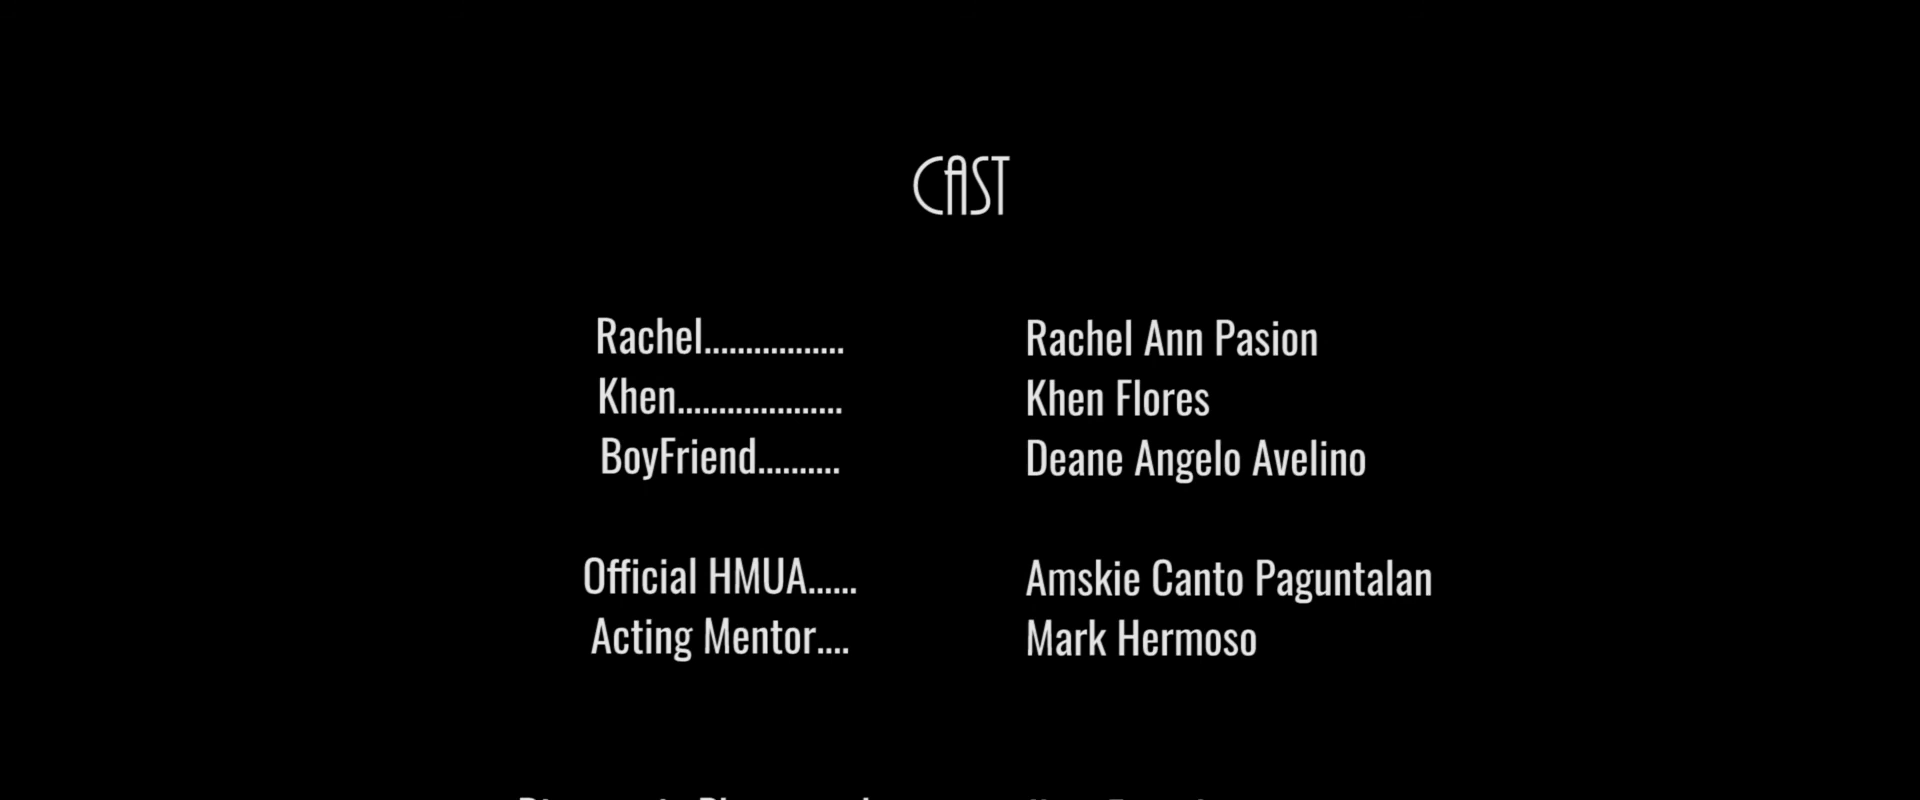 CAST
Rachel................. Rachel Ann Pasion
Khen.................... Khen Flores
BoyFriend.......... Deane Angelo Avelino
Official HMUA...... Amskie Canto Paguntalan
Acting Mentor.... Mark Hermoso